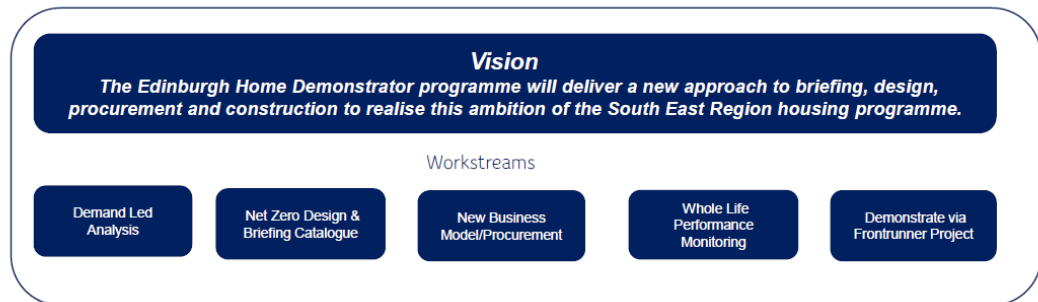 Vision
The Edinburgh Home Demonstrator programme will deliver a new approach to briefing, design,
procurement and construction to realise this ambition of the South East Region housing programme.
Workstreams
Demand Led
Analysis
Net Zero Design &
Briefing Catalogue
New Business
Model/Procurement
Whole Life
Performance
Monitoring
Demonstrate via
Frontrunner Project